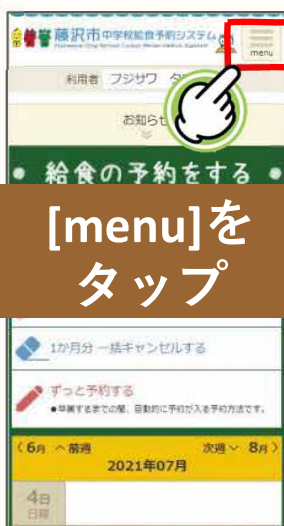 藤沢市中学校給食予約システム
menu
利用者 フジサワ
お知らせ
給食の予約をする
[menu]を
タップ
1か月分 一括キャンセルする
ずっと予約する
●卒業するまでの間、自動的に予約が入る予約方法です。
〈 6月 へ前週 次週～ 8月 〉
2021年07月
4日
日曜